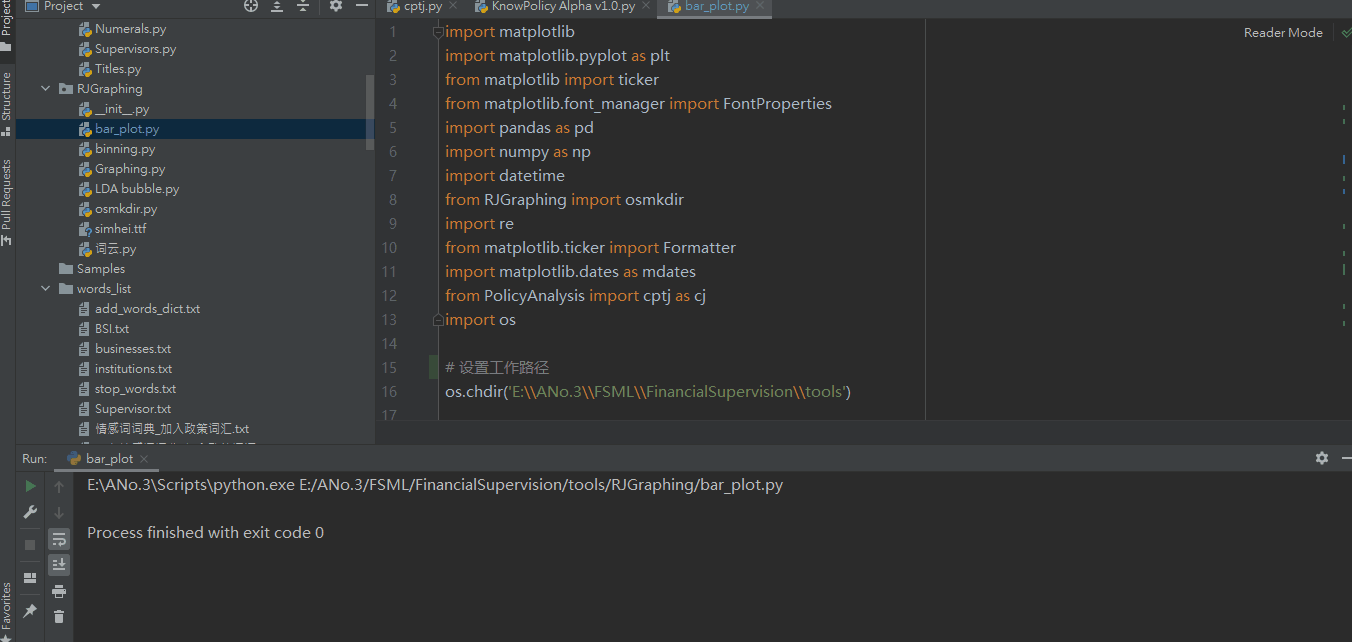 Project
cptj.py
KnowPolicy Alpha v1.0.py
bar_plot.py
Project
Structure
Pull Requests
Favorites
Numerals.py
Supervisors.py
Titles.py
RJGraphing
__init__.py
bar_plot.py
binning.py
Graphing.py
LDA bubble.py
osmkdir.py
simhei.ttf
词云.py
Samples
words_list
add_words_dict.txt
BSI.txt
businesses.txt
institutions.txt
stop_words.txt
Supervisor.txt
情感词词典_加入政策词汇.txt
Reader Mode
1 import matplotlib
2 import matplotlib.pyplot as plt
3 from matplotlib import ticker
4 from matplotlib.font_manager import FontProperties
5 import pandas as pd
6 import numpy as np
7 import datetime
8 from RJGraphing import osmkdir
9 import re
10 from matplotlib.ticker import Formatter
11 import matplotlib.dates as mdates
12 from PolicyAnalysis import cptj as cj
13 import os
14
15 # 设置工作路径
16 os.chdir('E:\\ANo.3\\FSML\\FinancialSupervision\\tools')
17
Run: bar_plot
E:\ANo.3\Scripts\python.exe E:/ANo.3/FSML/FinancialSupervision/tools/RJGraphing/bar_plot.py
Process finished with exit code 0